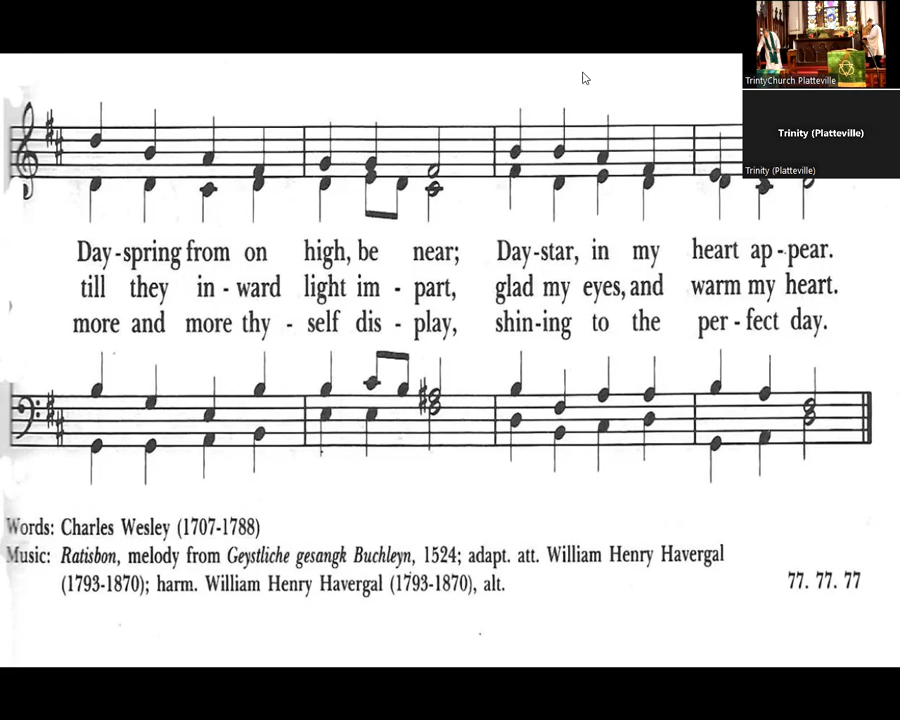 TrintyChurch Platteville
Trinity (Platteville)
Trinity (Platteville)
Day-spring from on high, be near; Day-star, in my heart ap-pear.
till they in-ward light im-part, glad my eyes, and warm my heart.
more and more thy-self dis-play, shin-ing to the per-fect day.
Words: Charles Wesley (1707-1788)
Music: Ratisbon, melody from Geystliche gesangk Buchleyn, 1524; adapt. att. William Henry Havergal
(1793-1870); harm. William Henry Havergal (1793-1870), alt.
77. 77. 77